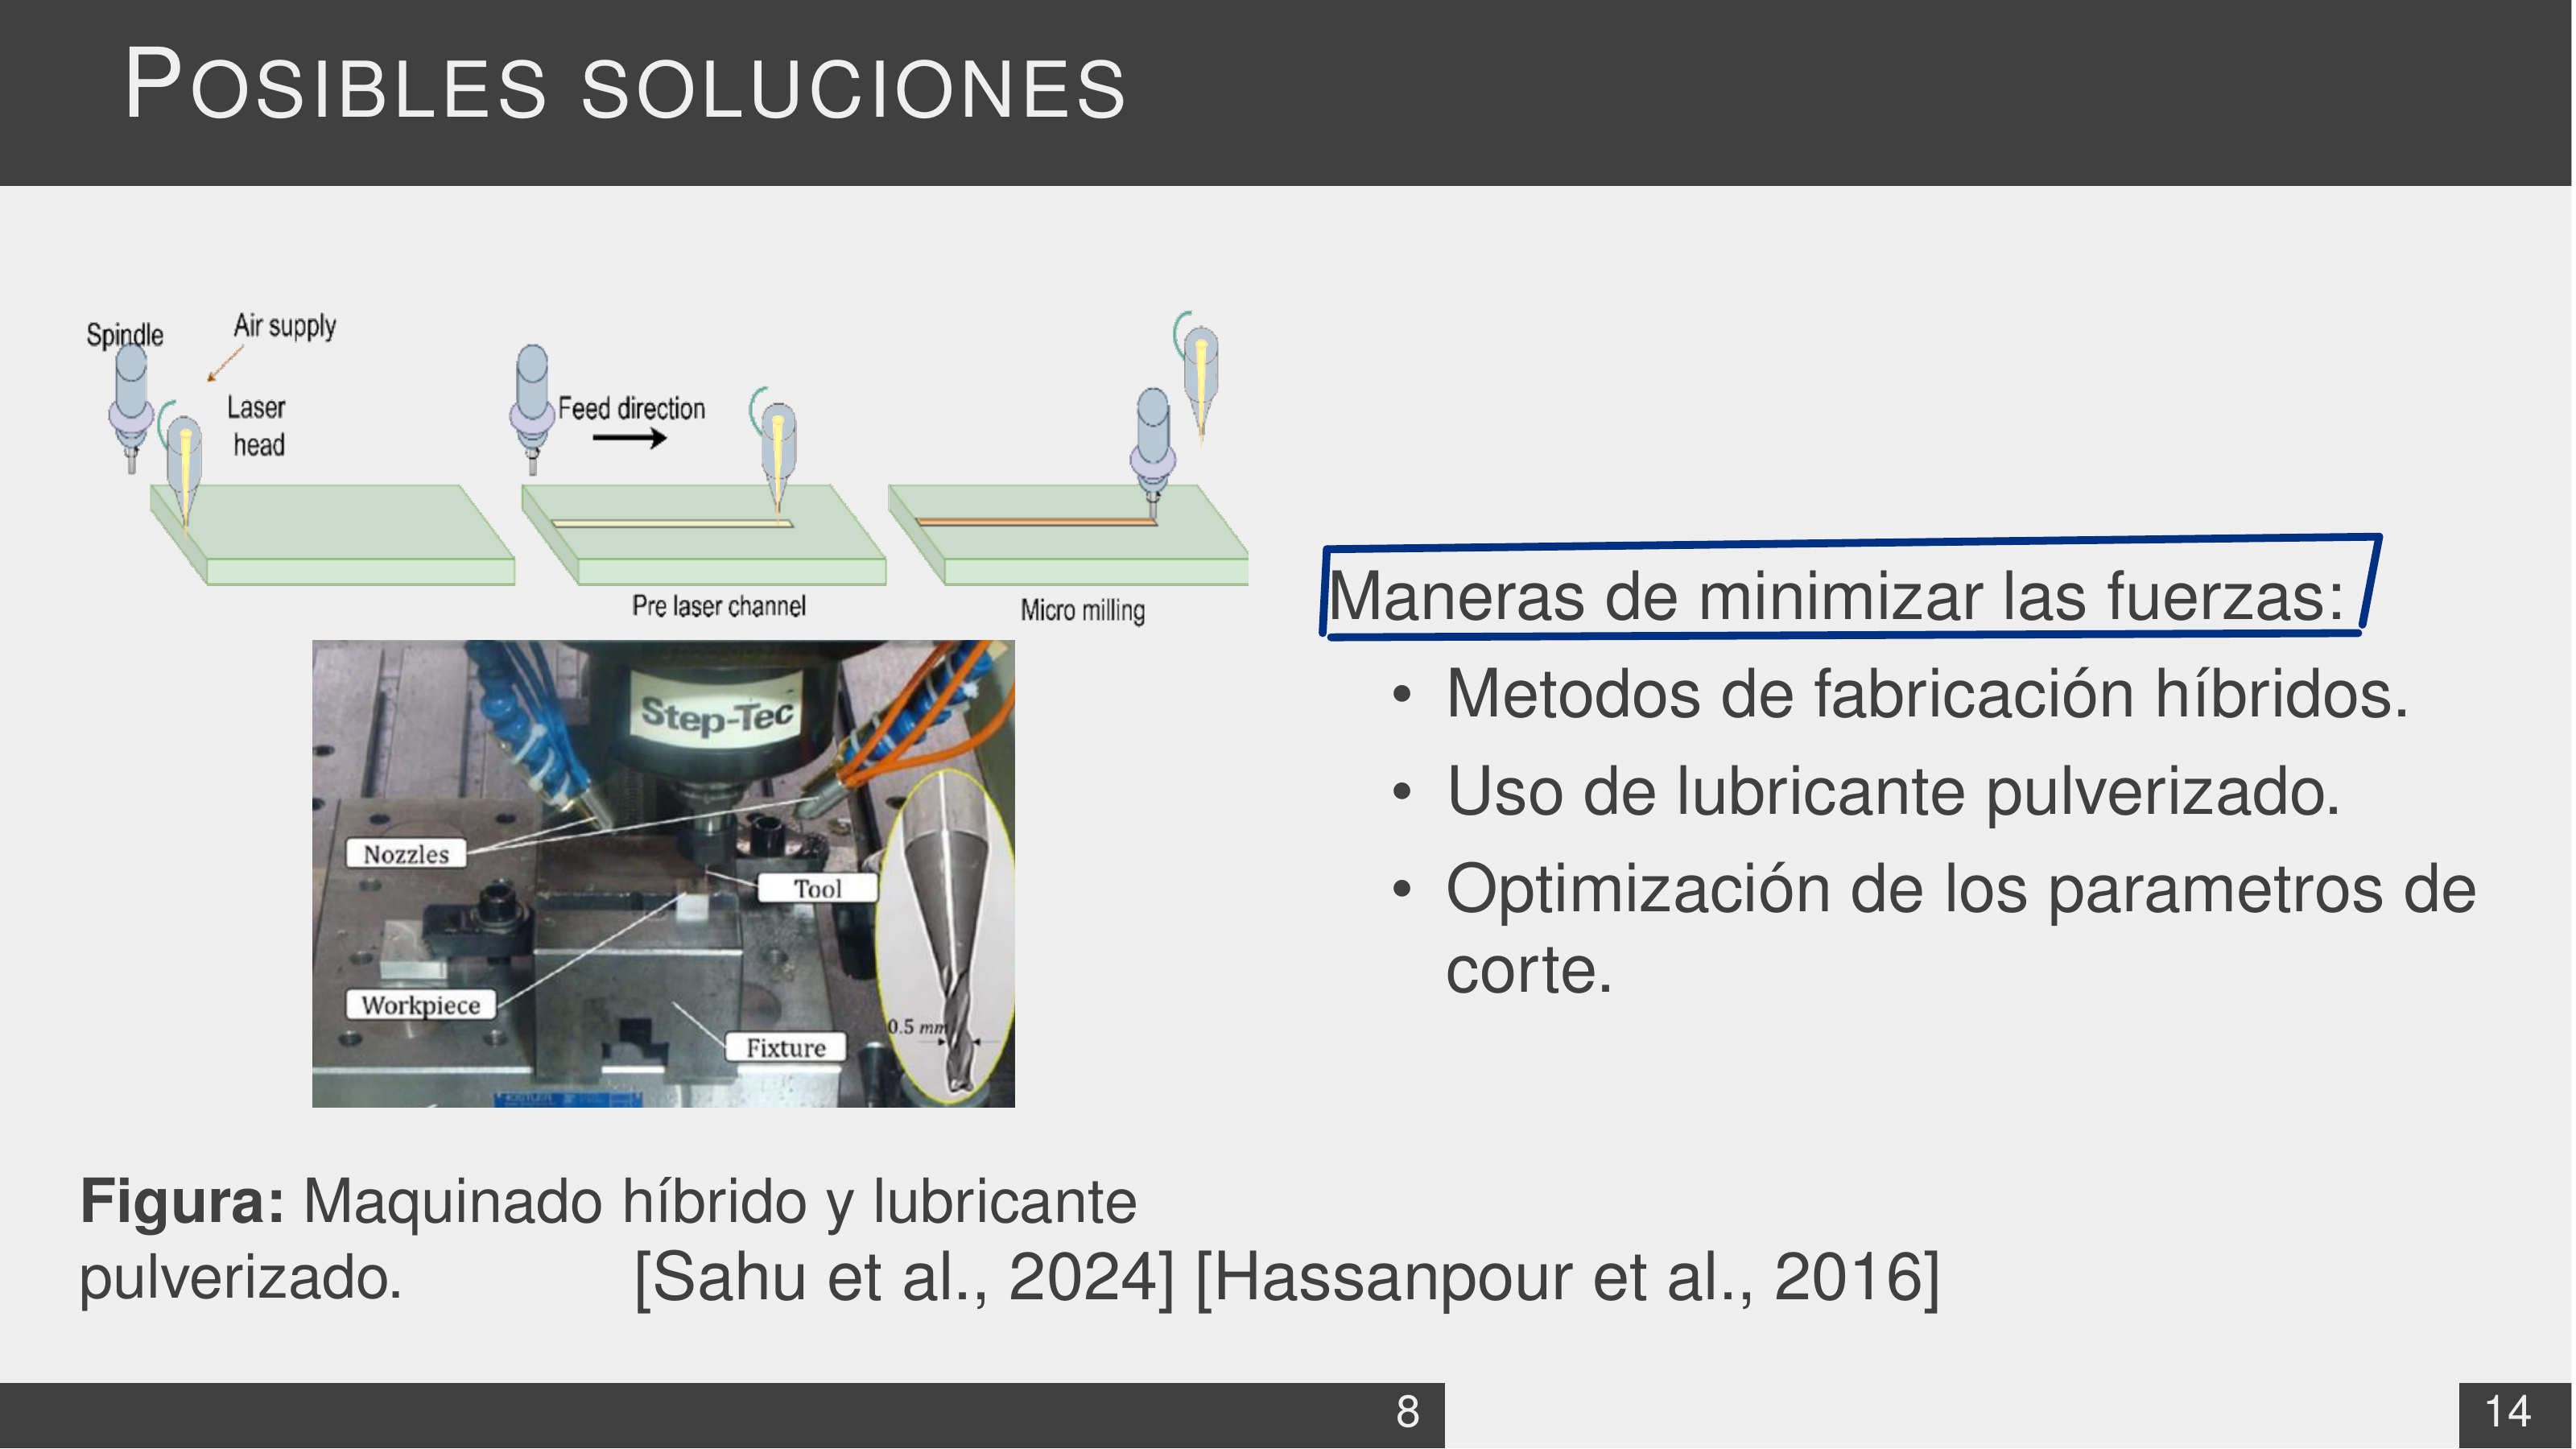 POSIBLES SOLUCIONES
Spindle
Air supply
Laser
head
Feed direction
Pre laser channel
Micro milling
Step-Tec
Nozzles
Tool
Workpiece
Fixture
0.5 mm
Maneras de minimizar las fuerzas:
• Metodos de fabricación híbridos.
• Uso de lubricante pulverizado.
• Optimización de los parametros de
corte.
Figura: Maquinado híbrido y lubricante
pulverizado. [Sahu et al., 2024] [Hassanpour et al., 2016]
8
14